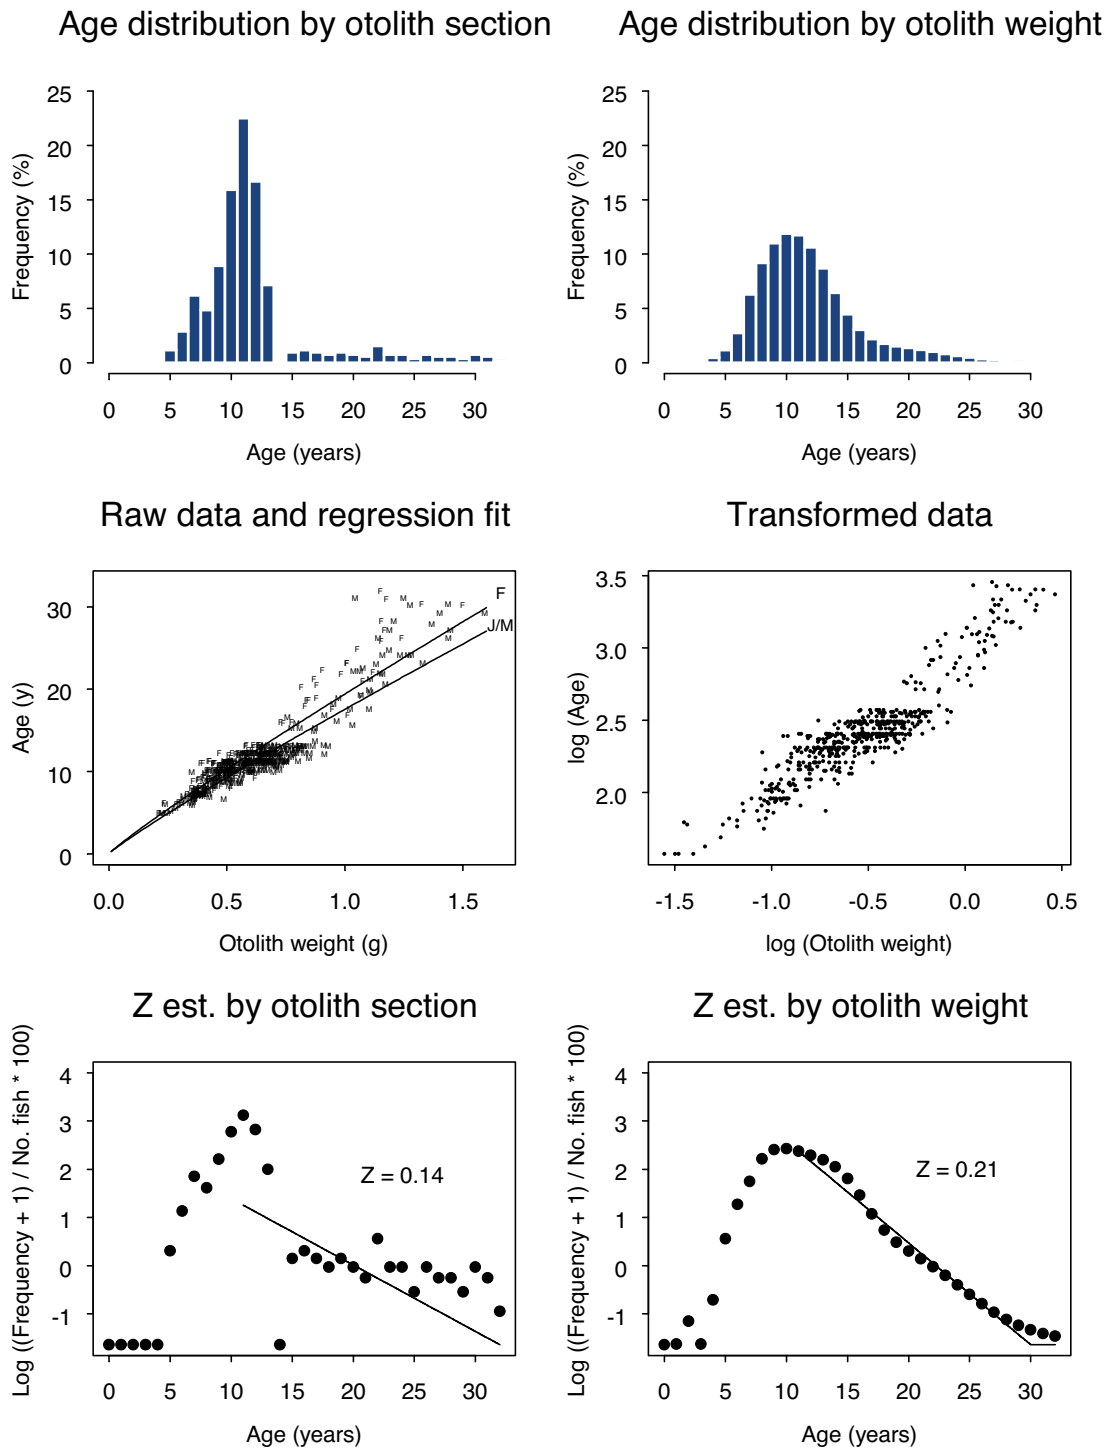 Age distribution by otolith section
Age distribution by otolith weight
Frequency (%)
25
20
15
10
5
0
0 5 10 15 20 25 30
Age (years)
Frequency (%)
25
20
15
10
5
0
0 5 10 15 20 25 30
Age (years)
Raw data and regression fit
Transformed data
Age (y)
30
20
10
0
F
J/M
0.0 0.5 1.0 1.5
Otolith weight (g)
log (Age)
3.5
3.0
2.5
2.0
-1.5 -1.0 -0.5 0.0 0.5
log (Otolith weight)
Z est. by otolith section
Z est. by otolith weight
Log ((Frequency + 1) / No. fish * 100)
4
3
2
1
0
-1
Z = 0.14
0 5 10 15 20 25 30
Age (years)
Log ((Frequency + 1) / No. fish * 100)
4
3
2
1
0
-1
Z = 0.21
0 5 10 15 20 25 30
Age (years)